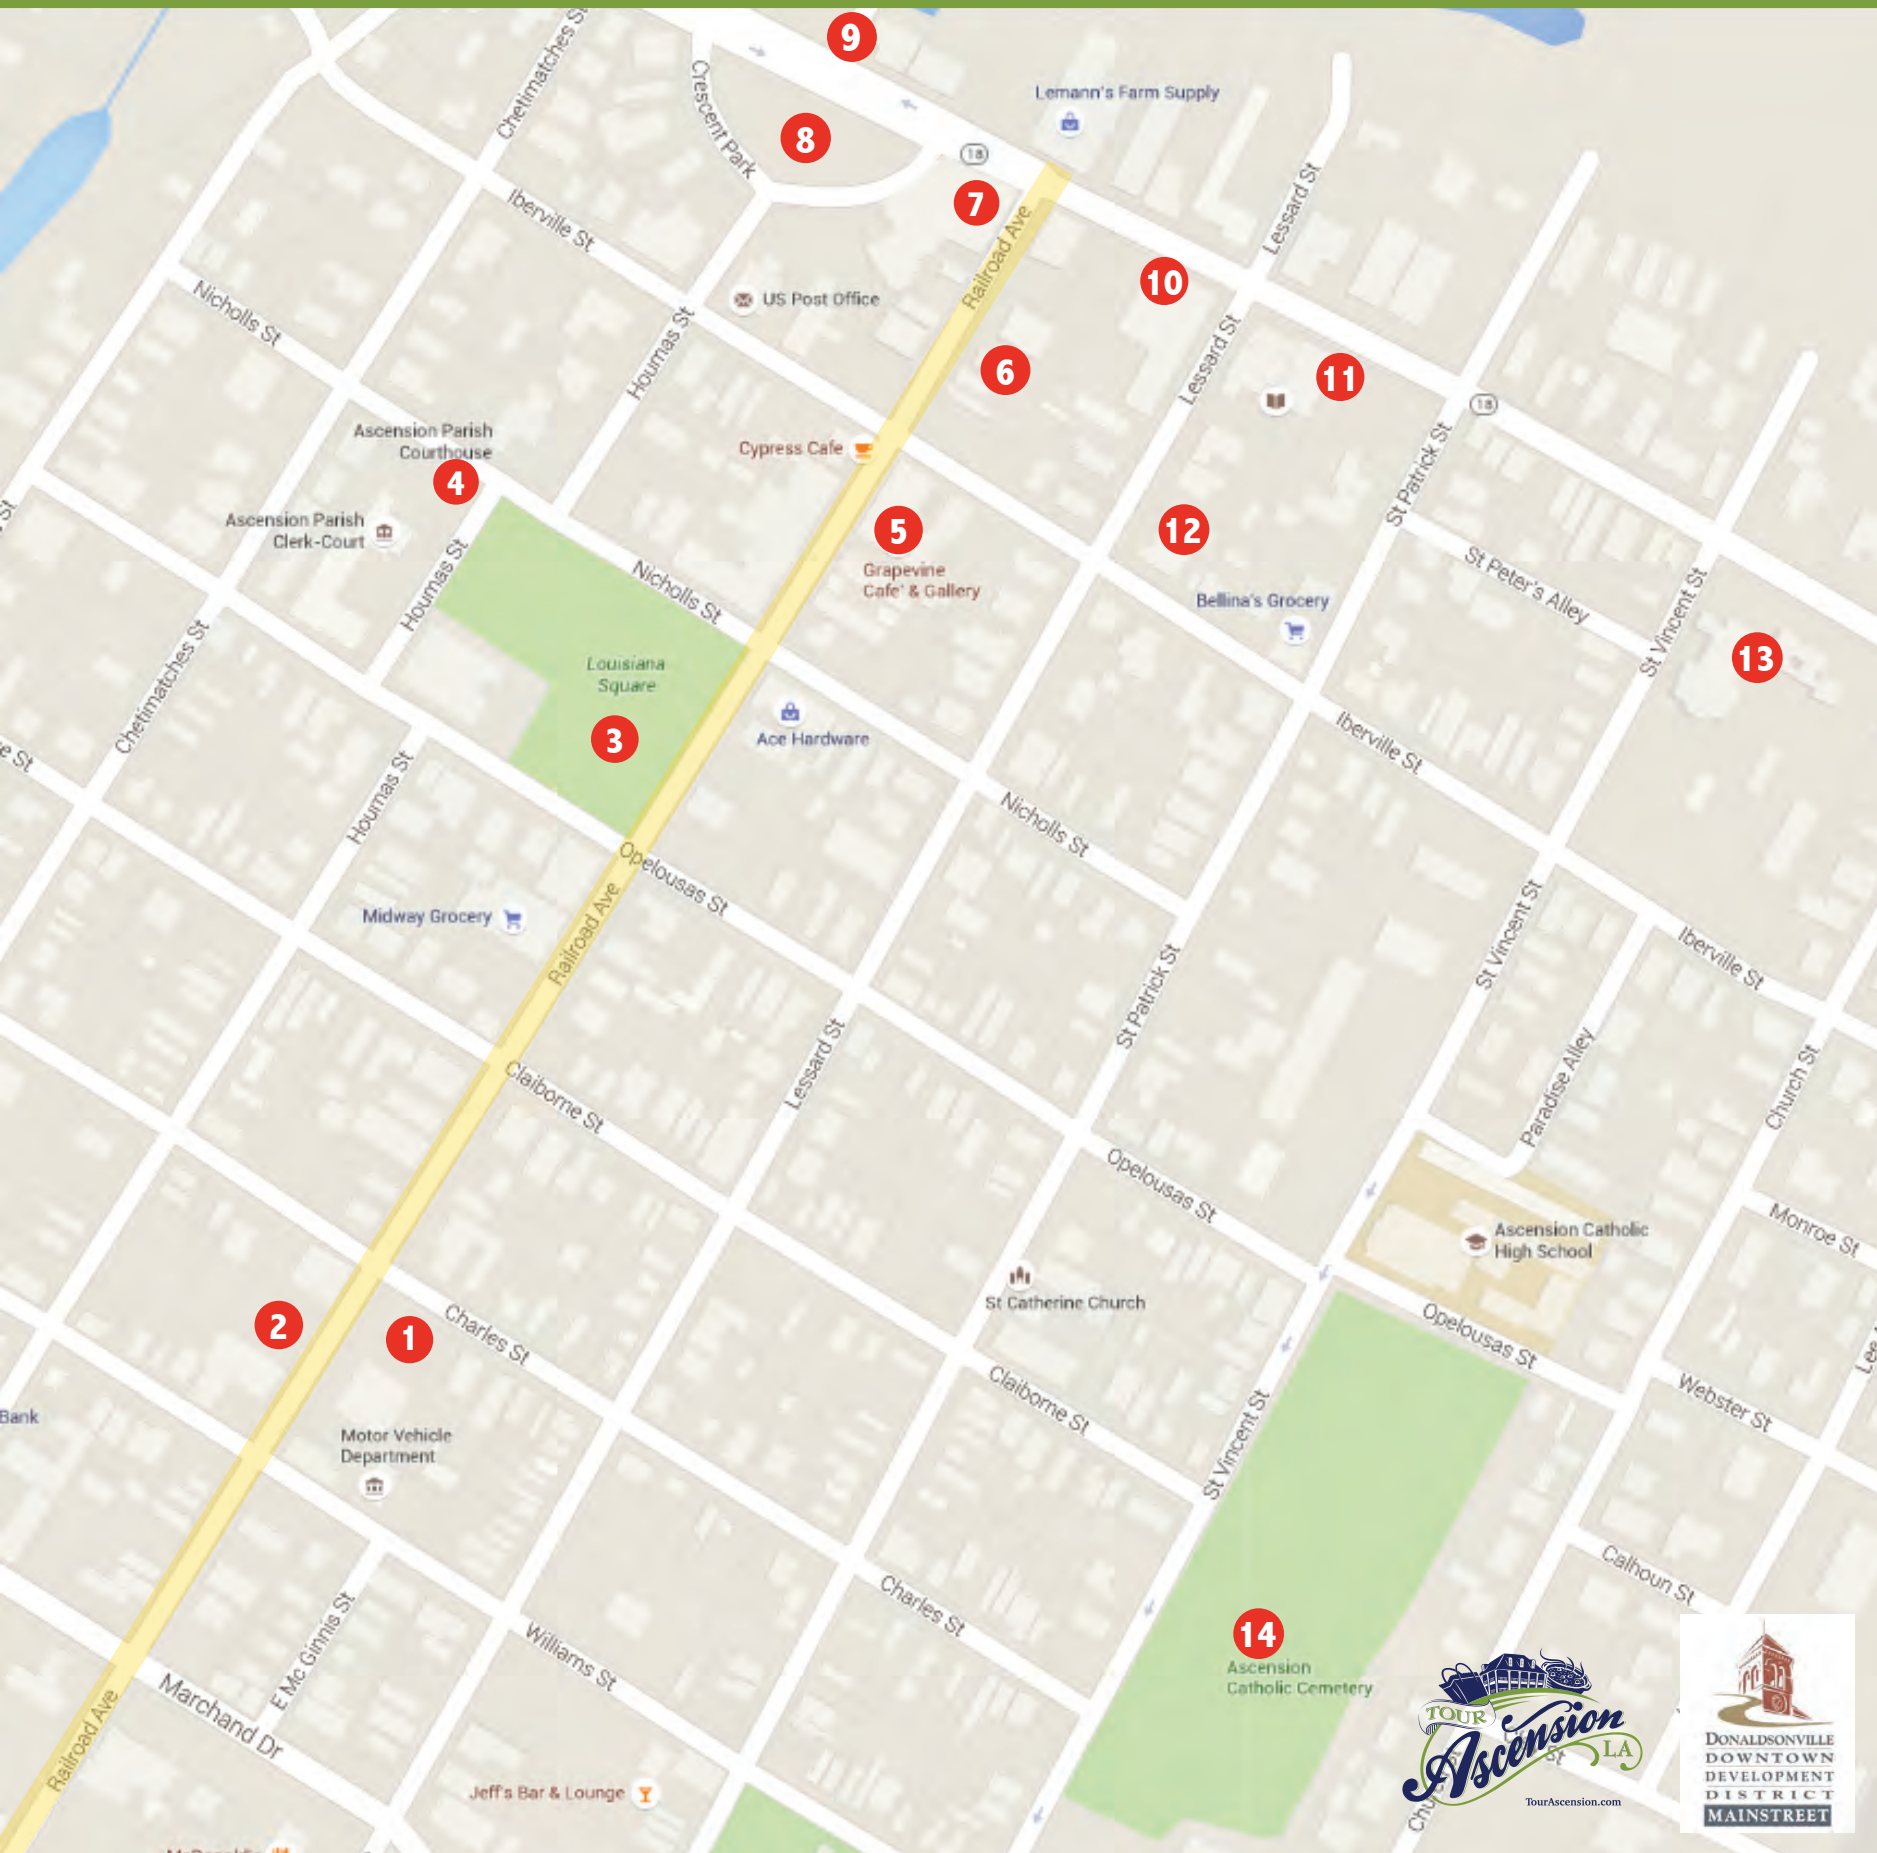 9
Chetimatches St
Crescent Park
Lemann's Farm Supply
8
18
7
Iberville St
Railroad Ave
Lessard St
10
US Post Office
Nicholls St
Houmas St
Lessard St
6
11
18
Ascension Parish
Courthouse
4
Cypress Cafe
St Patrick St
Ascension Parish
Clerk-Court
5
12
St
Grapevine
Cafe' & Gallery
Houmas St
Nicholls St
Bellina's Grocery
St Peter's Alley
St Vincent St
13
Louisiana
Square
3
Ace Hardware
Chetimatches St
e St
Houmas St
Nicholls St
Iberville St
Opelousas St
Midway Grocery
Railroad Ave
St Vincent St
Iberville St
St Patrick St
Lessard St
Claiborne St
Paradise Alley
Church St
Opelousas St
Monroe St
Ascension Catholic
High School
St Catherine Church
2
1
Charles St
Opelousas St
Lee
Webster St
Claiborne St
St Vincent St
Bank
Motor Vehicle
Department
Calhoun St
Charles St
E Mc Ginnis St
Williams St
14
Ascension
Catholic Cemetery
Marchand Dr
Railroad Ave
Jeff's Bar & Lounge
St
TOUR
Ascension
LA
TourAscension.com
DONALDSONVILLE
DOWNTOWN
DEVELOPMENT
DISTRICT
MAINSTREET